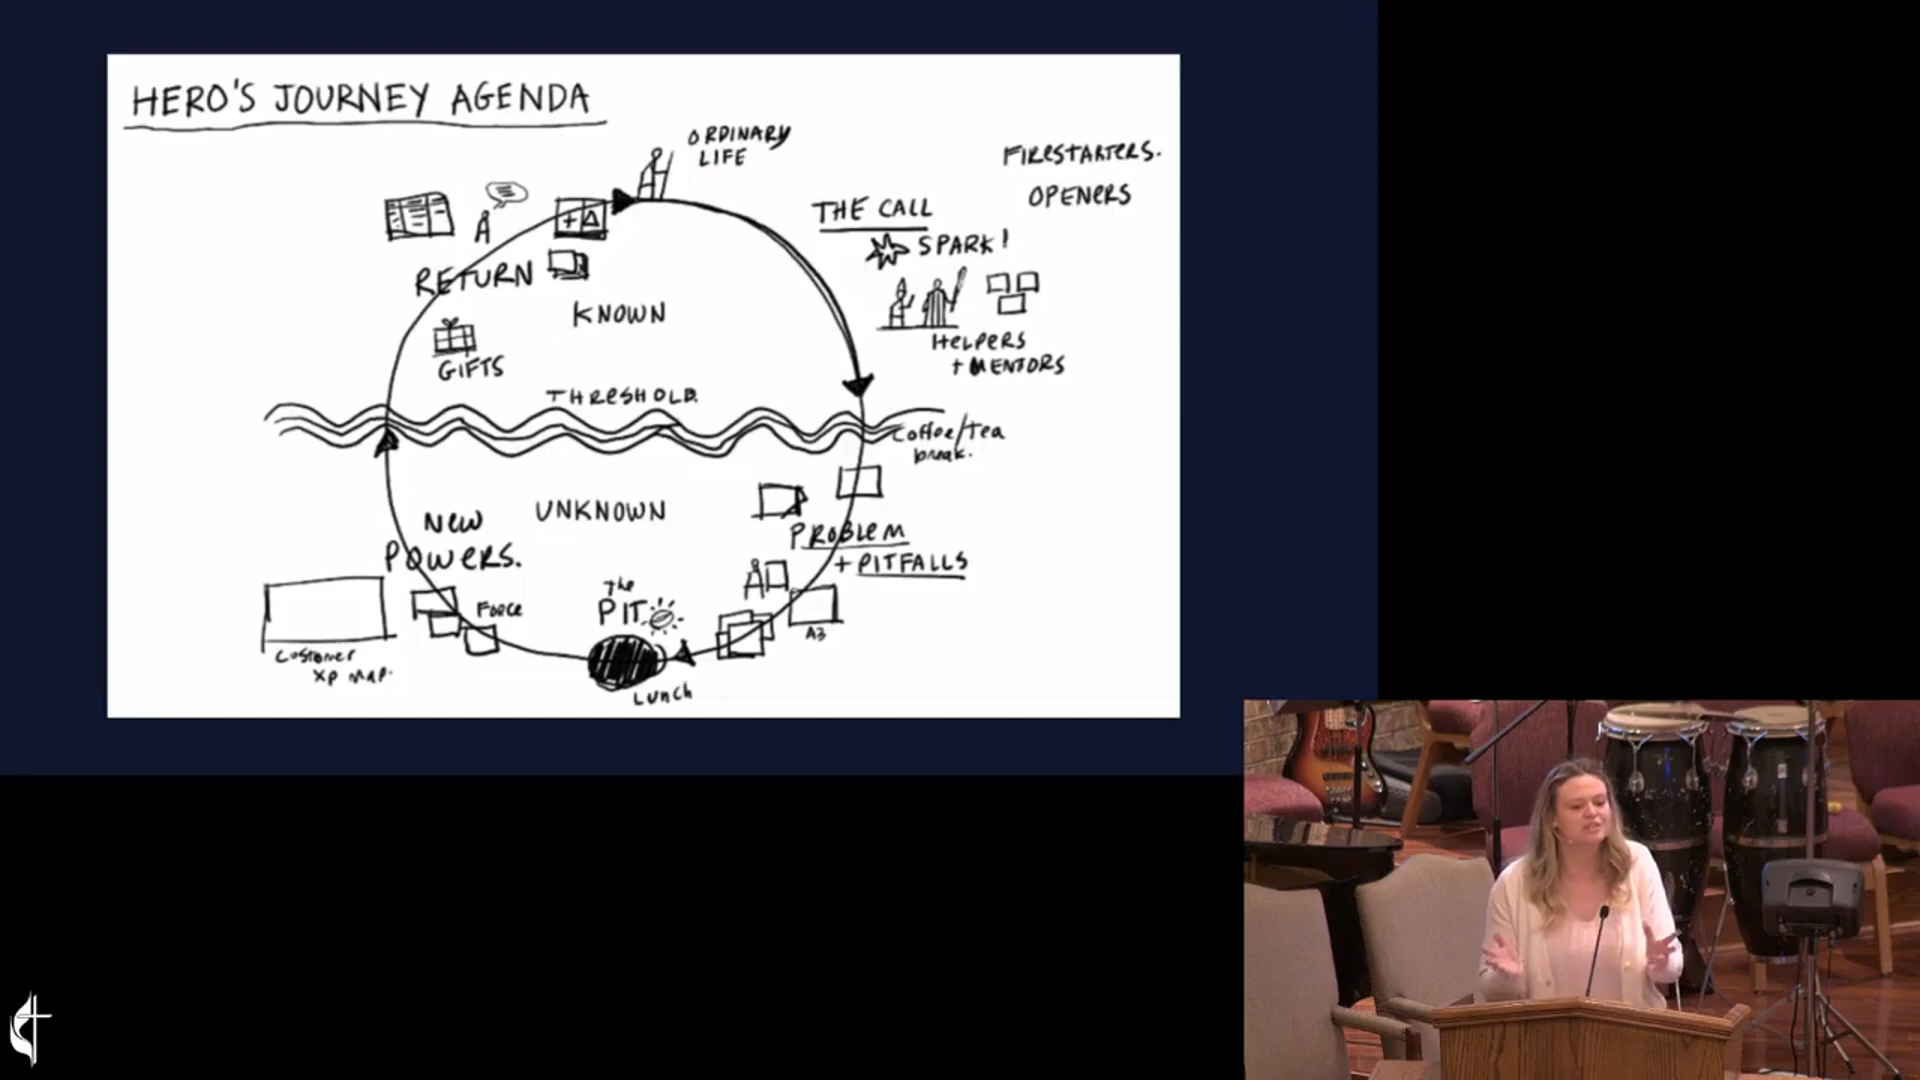 HERO'S JOURNEY AGENDA
ORDINARY
LIFE
FIRESTARTERS.
OPENERS
THE CALL
SPARK!
HELPERS
+ MENTORS
RETURN
KNOWN
GIFTS
THRESHOLD.
Coffee/Tea
break.
UNKNOWN
NEW
POWERS.
PROBLEM
+ PITFALLS
The
PIT
FORCE
A3
Customer
XP MAP.
LUNCH